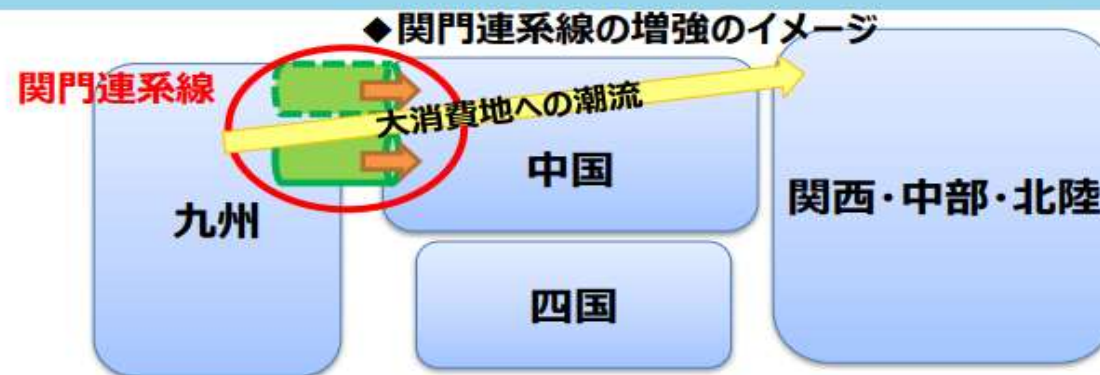 ◆関門連系線の増強のイメージ
関門連系線
大消費地への潮流
中国
関西・中部・北陸
九州
四国